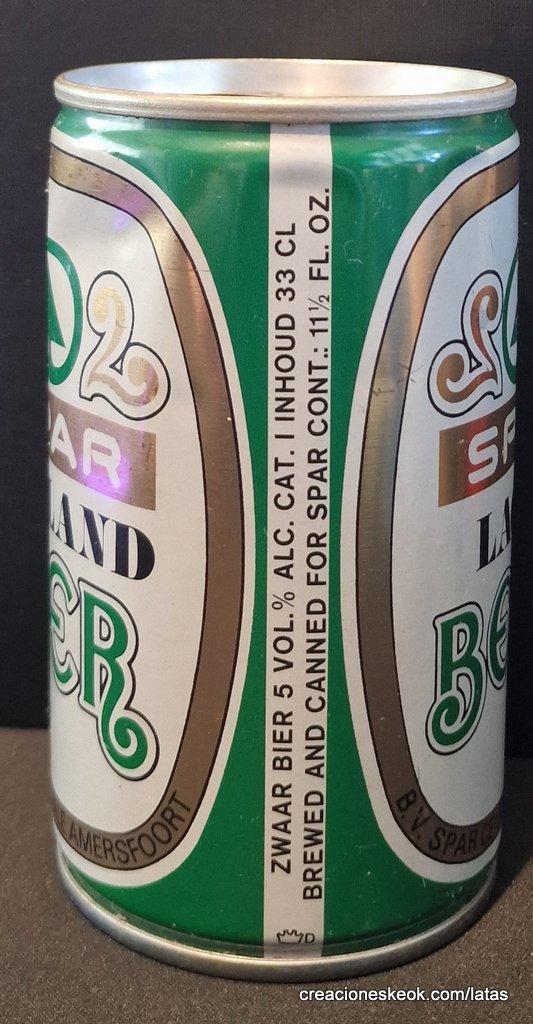 ZWAAR BIER 5 VOL.% ALC. CAT. I INHOUD 33 CL
BREWED AND CANNED FOR SPAR CONT.: 11½ FL. OZ.
AR
LAND
ER
AMERSFOORT
SP
LA
BE
B.V. SPAR CE
D
creacioneskeok.com/latas